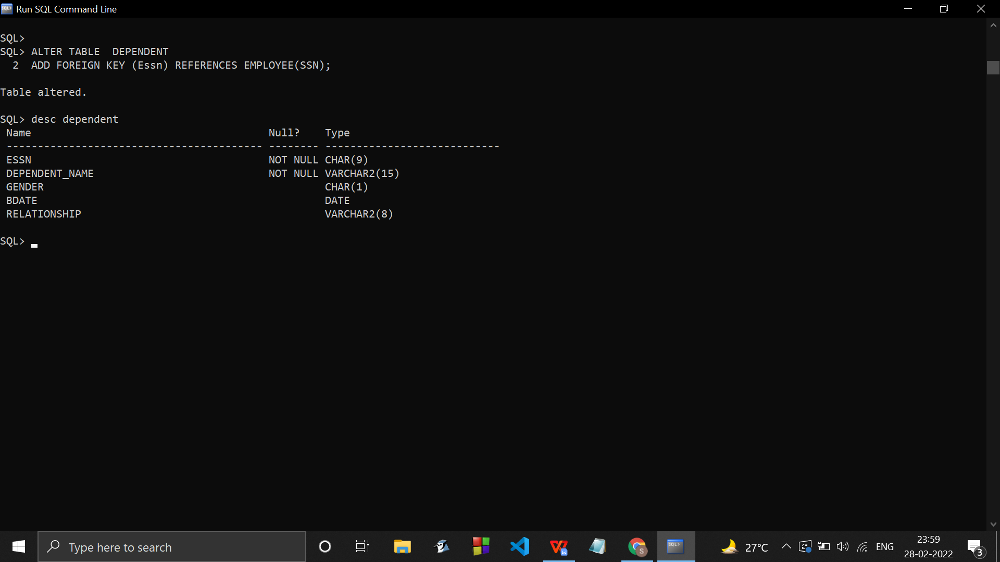 Run SQL Command Line
SQL>
SQL> ALTER TABLE  DEPENDENT
  2  ADD FOREIGN KEY (Essn) REFERENCES EMPLOYEE(SSN);
Table altered.
SQL> desc dependent
 Name                                      Null?    Type
 ----------------------------------------- -------- ----------------------------
 ESSN                                      NOT NULL CHAR(9)
 DEPENDENT_NAME                            NOT NULL VARCHAR2(15)
 GENDER                                             CHAR(1)
 BDATE                                              DATE
 RELATIONSHIP                                       VARCHAR2(8)
SQL>
Type here to search
27°C
ENG
23:59
28-02-2022
3